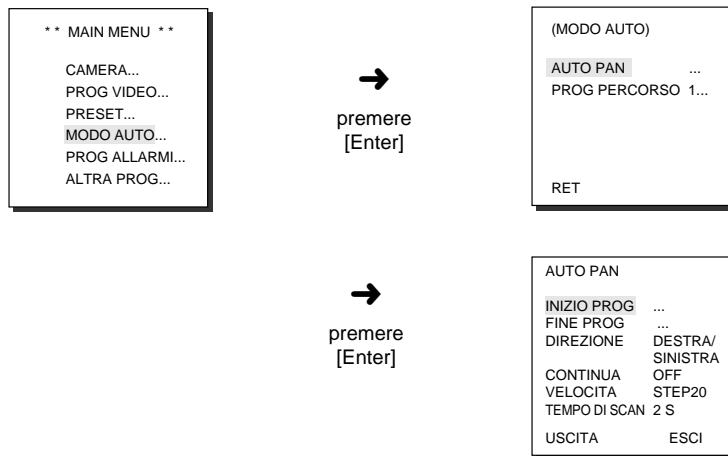 * * MAIN MENU * *
CAMERA...
PROG VIDEO...
PRESET...
MODO AUTO...
PROG ALLARMI...
ALTRA PROG...
premere
[Enter]
(MODO AUTO)
AUTO PAN ...
PROG PERCORSO 1...
RET
premere
[Enter]
AUTO PAN
INIZIO PROG ...
FINE PROG ...
DIREZIONE DESTRA/
SINISTRA
CONTINUA OFF
VELOCITA STEP20
TEMPO DI SCAN 2 S
USCITA ESCI